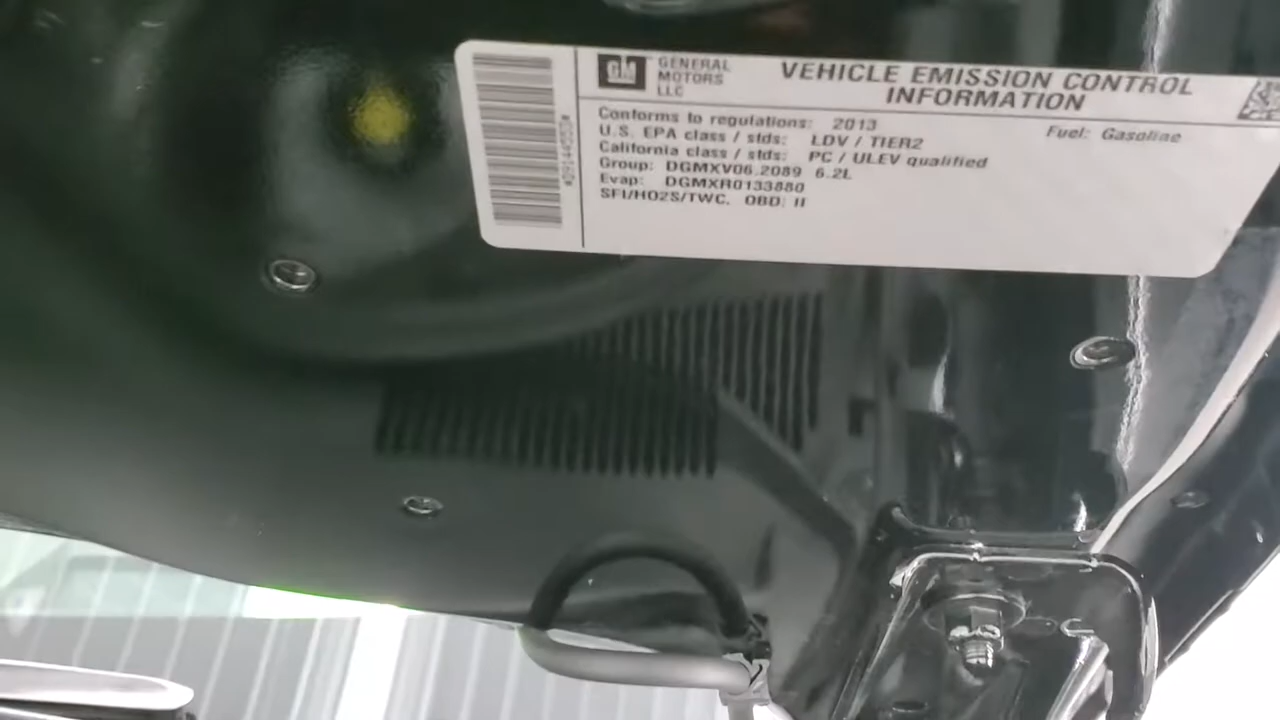 GM
GENERAL
MOTORS
LLC
VEHICLE EMISSION CONTROL
INFORMATION
Conforms to regulations: 2013
Fuel: Gasoline
U.S. EPA class / stds: LDV / TIER2
California class / stds: PC / ULEV qualified
Group: DGMXV06.2089 6.2L
Evap: DGMXR0133880
SFI/HO2S/TWC. OBD: II